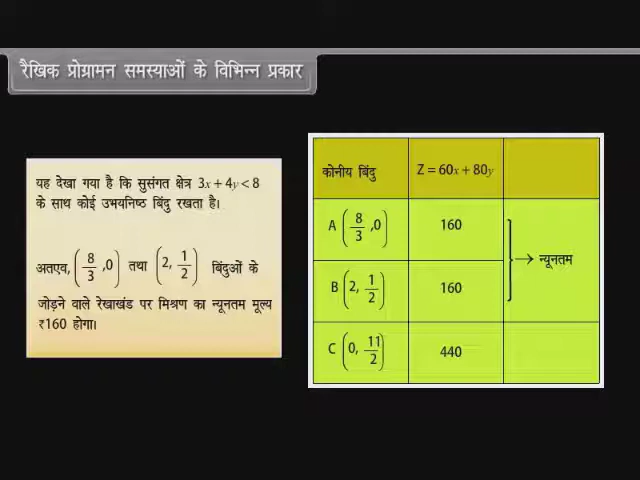 रैखिक प्रोग्रामन समस्याओं के विभिन्न प्रकार
यह देखा गया है कि सुसंगत क्षेत्र 3x + 4y < 8
के साथ कोई उभयनिष्ठ बिंदु रखता है।
अतएव, (8/3 ,0) तथा (2, 1/2) बिंदुओं के
जोड़ने वाले रेखाखंड पर मिश्रण का न्यूनतम मूल्य
₹160 होगा।
कोनीय बिंदु Z = 60x + 80y
A (8/3 ,0) 160
B (2, 1/2) 160
→ न्यूनतम
C (0, 11/2) 440